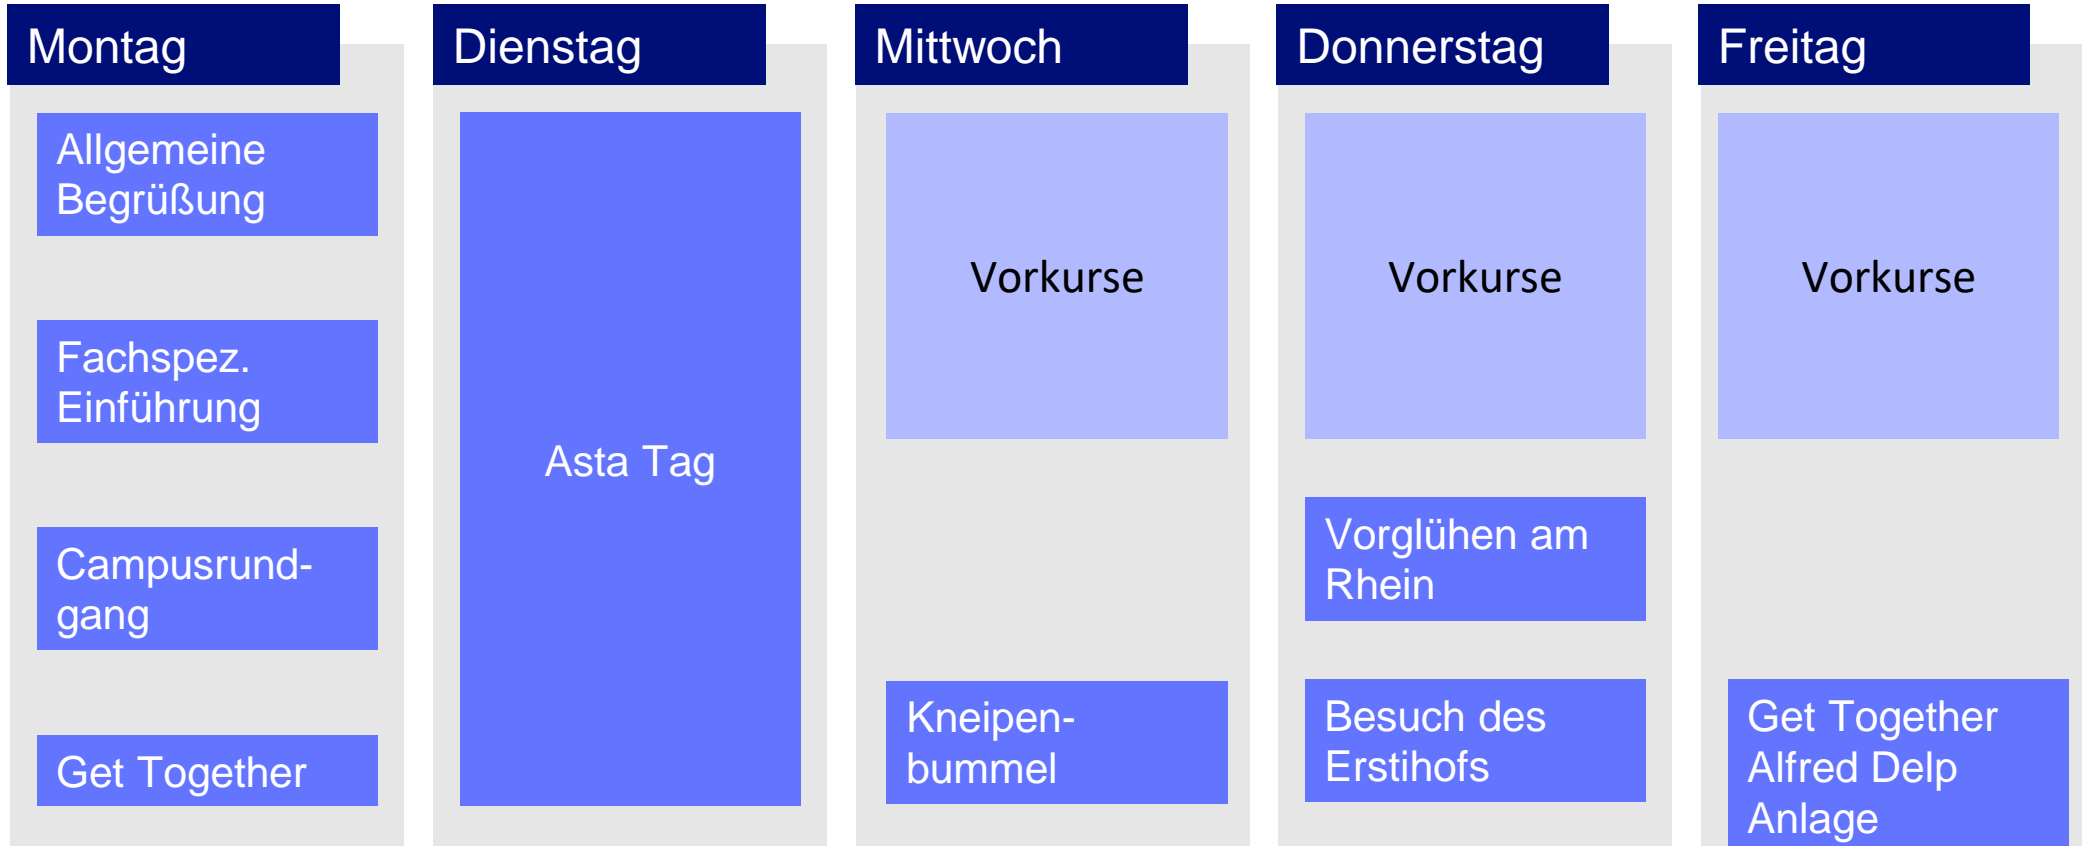 Montag
Allgemeine
Begrüßung
Fachspez.
Einführung
Campusrund-
gang
Get Together
Dienstag
Asta Tag
Mittwoch
Vorkurse
Kneipen-
bummel
Donnerstag
Vorkurse
Vorglühen am
Rhein
Besuch des
Erstihofs
Freitag
Vorkurse
Get Together
Alfred Delp
Anlage